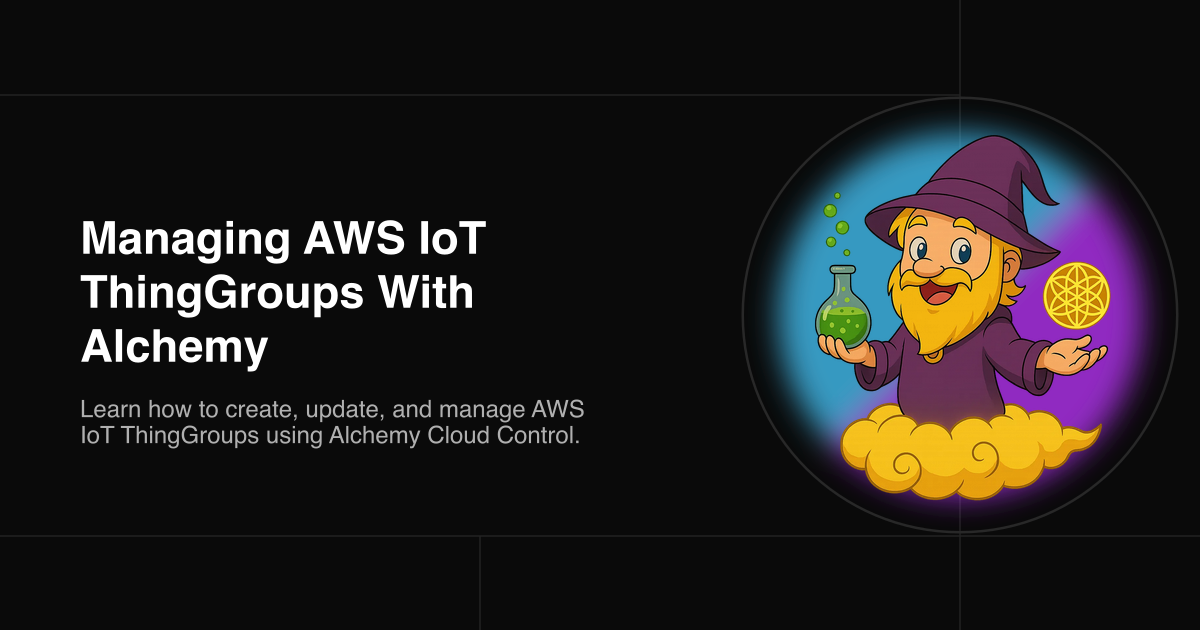 Managing AWS IoT
ThingGroups With
Alchemy
Learn how to create, update, and manage AWS
IoT ThingGroups using Alchemy Cloud Control.